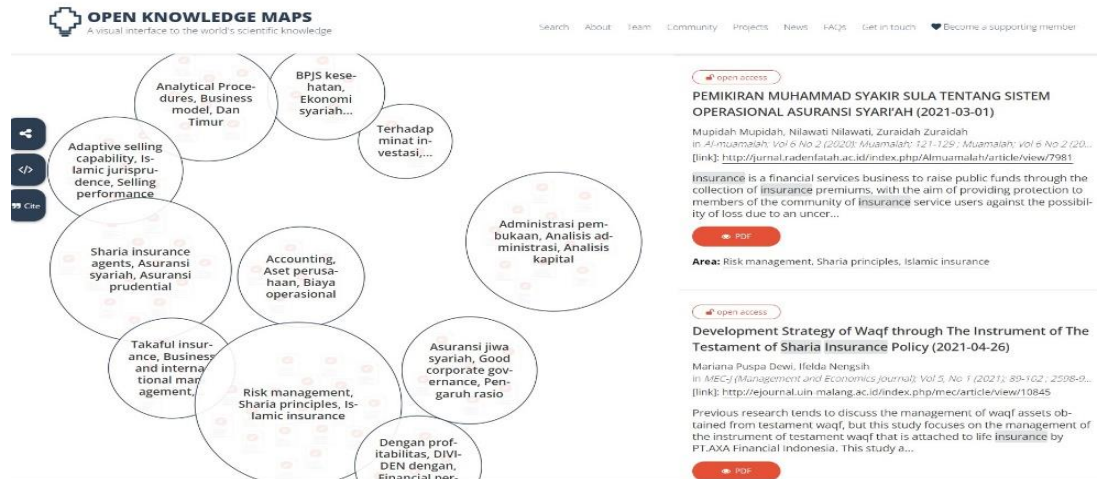 OPEN KNOWLEDGE MAPS
A visual interface to the world's scientific knowledge
Search About Team Community Projects News FAQs Get in touch Become a supporting member
Analytical Proce-
dures, Business
model, Dan
Timur
BPJS kese-
hatan,
Ekonomi
syariah...
Terhadap
minat in-
vestasi,...
Adaptive selling
capability, Is-
lamic jurispru-
dence, Selling
performance
</>
Cite
Administrasi pem-
bukaan, Analisis ad-
ministrasi, Analisis
kapital
Sharia insurance
agents, Asuransi
syariah, Asuransi
prudential
Accounting,
Aset perusa-
haan, Biaya
operasional
Takaful insur-
ance, Business
and interna
tional mar
agement,
Asuransi jiwa
syariah, Good
corporate gov-
ernance, Pen-
garuh rasio
Risk management,
Sharia principles, Is-
lamic insurance
Dengan prof-
itabilitas, DIVI-
DEN dengan,
Financial per-
open access
PEMIKIRAN MUHAMMAD SYAKIR SULA TENTANG SISTEM
OPERASIONAL ASURANSI SYARI'AH (2021-03-01)
Mupidah Mupidah, Nilawati Nilawati, Zuraidah Zuraidah
in Al-muamalah; Vol 6 No 2 (2020): Muamalah; 121-129 ; Muamalah; Vol 6 No 2 (20...
[link]: http://jurnal.radenfatah.ac.id/index.php/Almuamalah/article/view/7981
Insurance is a financial services business to raise public funds through the
collection of insurance premiums, with the aim of providing protection to
members of the community of insurance service users against the possibil-
ity of loss due to an uncer...
PDF
Area: Risk management, Sharia principles, Islamic insurance
open access
Development Strategy of Waqf through The Instrument of The
Testament of Sharia Insurance Policy (2021-04-26)
Mariana Puspa Dewi, Ifelda Nengsih
in MEC-J (Management and Economics Journal); Vol 5, No 1 (2021); 89-102 ; 2598-9...
[link]: http://ejournal.uin-malang.ac.id/index.php/mec/article/view/10845
Previous research tends to discuss the management of waqf assets ob-
tained from testament waqf, but this study focuses on the management of
the instrument of testament waqf that is attached to life insurance by
PT.AXA Financial Indonesia. This study a...
PDF